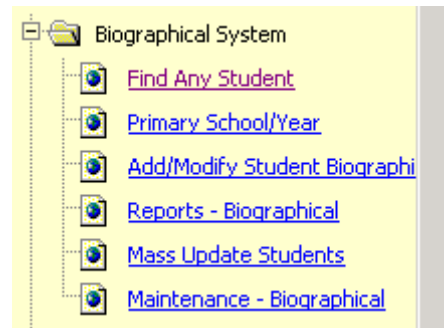 Biographical System
Find Any Student
Primary School/Year
Add/Modify Student Biographi
Reports - Biographical
Mass Update Students
Maintenance - Biographical